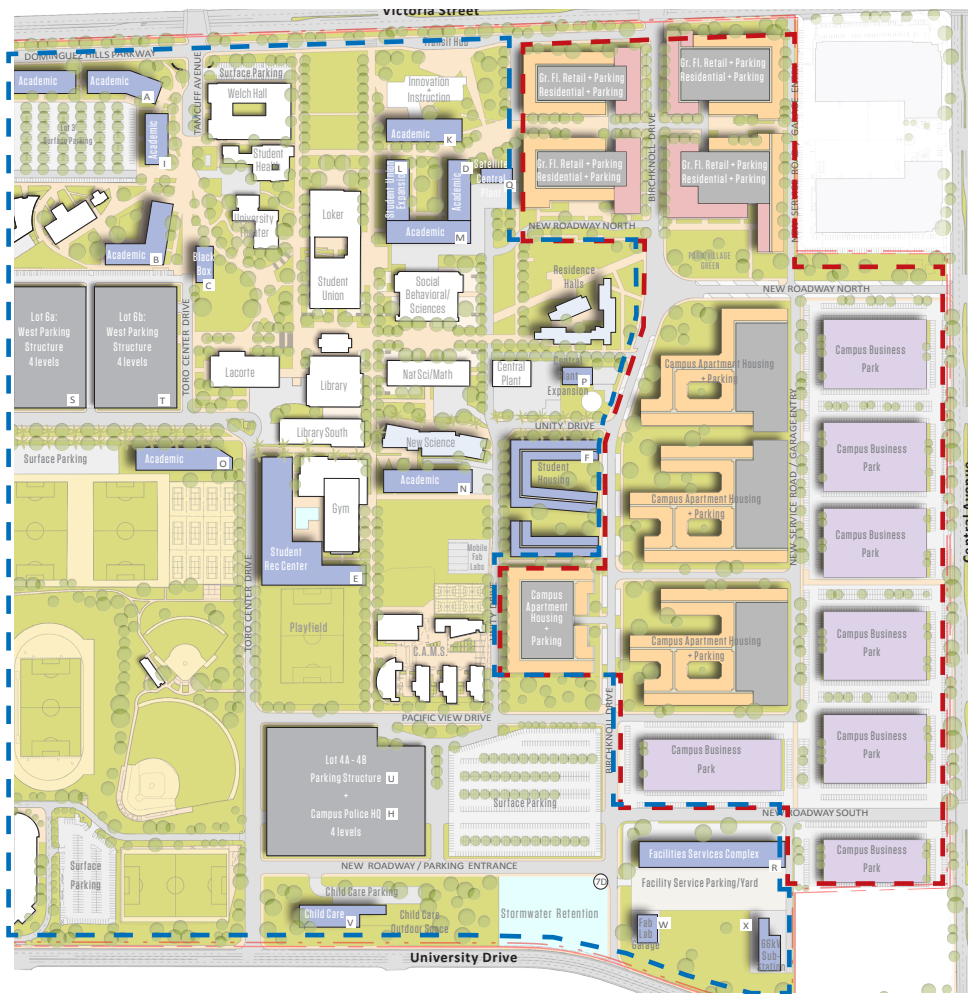 Victoria Street
Transit Hub
DOMINGUEZ HILLS PARKWAY
TAMCLIFF AVENUE
Surface Parking
Welch Hall
Academic
Academic
A
Lot 3
Surface Parking
Academic
I
Innovation
+
Instruction
Academic
K
Student
Health
Student Union
Expansion
L
D
Academic
Satellite
Central
Plant
Q
Academic
M
Gr. Fl. Retail + Parking
Residential + Parking
Gr. Fl. Retail + Parking
Residential + Parking
Gr. Fl. Retail + Parking
Residential + Parking
Gr. Fl. Retail + Parking
Residential + Parking
BIRCHKNOLL DRIVE
NEW ROADWAY NORTH
NEW ROADWAY NORTH
Loker
Student
Union
University
Theater
Academic
B
Black
Box
C
Social
Behavioral/
Sciences
Residence
Halls
Lot 6a:
West Parking
Structure
4 levels
S
Lot 6b:
West Parking
Structure
4 levels
T
TORO CENTER DRIVE
Lacorte
Library
Nat Sci/Math
Central
Plant
Central
Plant
Expansion
P
UNITY DRIVE
Campus Apartment Housing
+ Parking
Campus Business
Park
Library South
New Science
Surface Parking
Academic
O
Academic
N
Student
Housing
F
Campus Apartment Housing
+ Parking
NEW SERVICE ROAD / GARAGE ENTRY
Campus Business
Park
Central Avenue
Gym
Student
Rec Center
E
Mobile
Fab
Labs
Campus Business
Park
TORO CENTER DRIVE
Playfield
C.A.M.S.
UNITY DRIVE
Campus
Apartment
Housing
+
Parking
Campus Apartment Housing
+ Parking
Campus Business
Park
PACIFIC VIEW DRIVE
BIRCHKNOLL DRIVE
Campus Business
Park
Campus Business
Park
Lot 4A - 4B
Parking Structure
U
+
Campus Police HQ
H
4 levels
Surface Parking
NEW ROADWAY SOUTH
Campus Business
Park
Surface
Parking
NEW ROADWAY / PARKING ENTRANCE
Facilities Services Complex
R
7D
Facility Service Parking/Yard
Child Care Parking
Child Care
V
Child Care
Outdoor Space
Stormwater Retention
Fab
Lab
Garage
W
X
66kV
Sub-
Station
University Drive